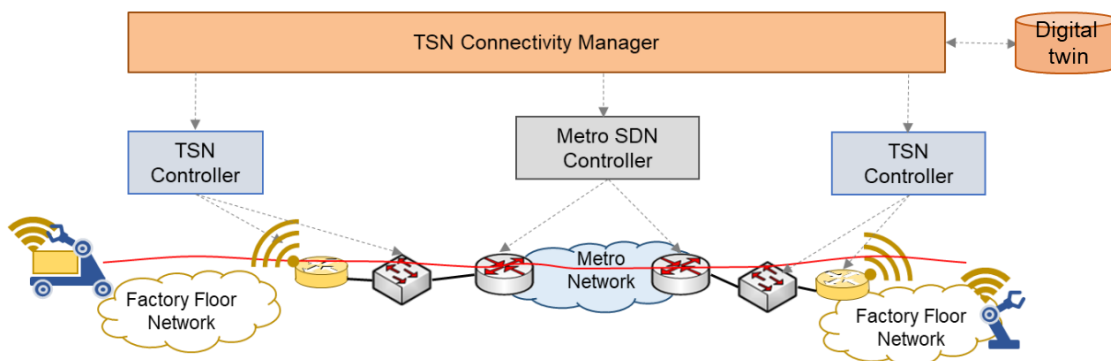 TSN Connectivity Manager
Digital
twin
TSN
Controller
Metro SDN
Controller
TSN
Controller
Metro
Network
Factory Floor
Network
Factory Floor
Network